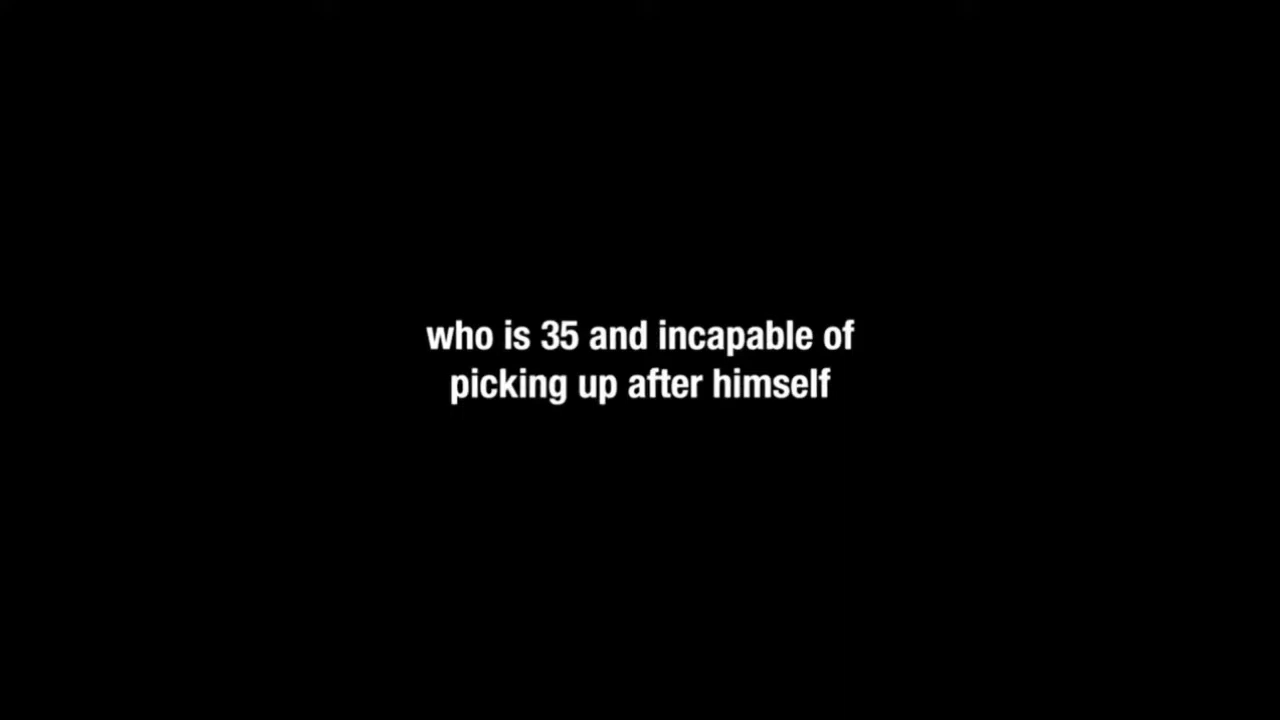 who is 35 and incapable of
picking up after himself